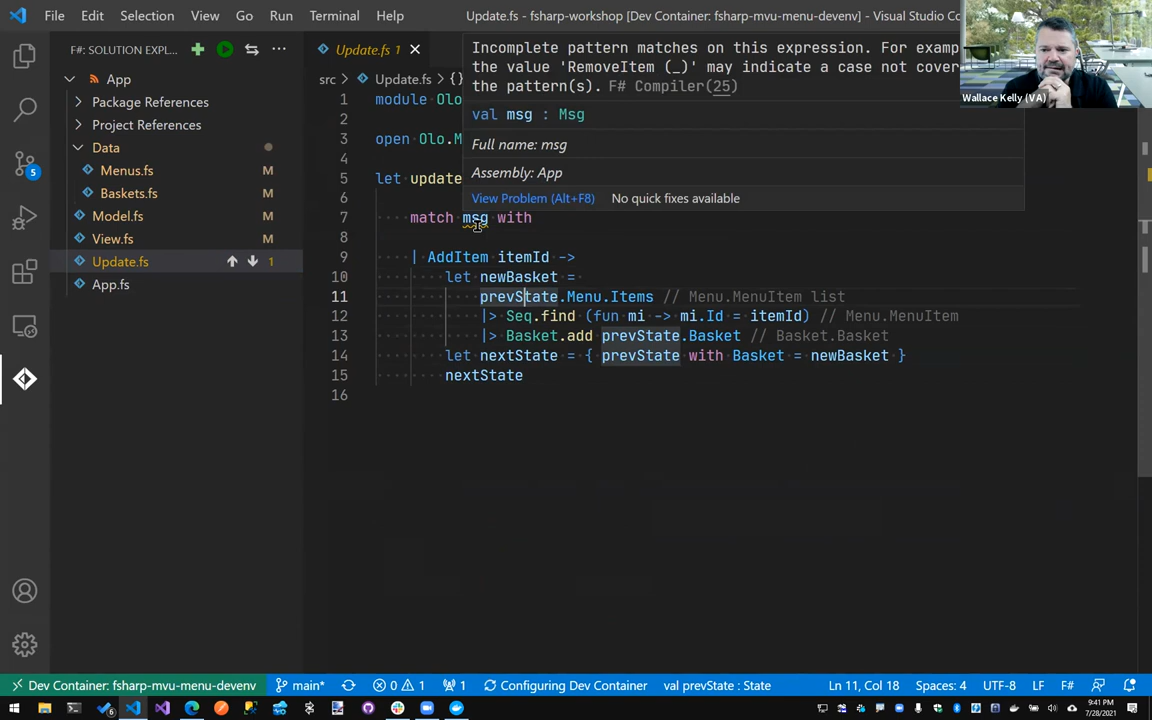 File Edit Selection View Go Run Terminal Help
Update.fs - fsharp-workshop [Dev Container: fsharp-mvu-menu-devenv] - Visual Studio Co
F#: SOLUTION EXPL...
Update.fs 1
App
Package References
Project References
Data
Menus.fs M
Baskets.fs M
Model.fs M
View.fs M
Update.fs 1
App.fs
5
src > Update.fs > {}
Incomplete pattern matches on this expression. For examp
the value 'RemoveItem (_)' may indicate a case not cover
the pattern(s). F# Compiler(25)
val msg : Msg
Full name: msg
Assembly: App
View Problem (Alt+F8) No quick fixes available
Wallace Kelly (VA)
1 module Olo
2
3 open Olo.M
4
5 let update
6
7 match msg with
8
9 | AddItem itemId ->
10 let newBasket =
11 prevState.Menu.Items // Menu.MenuItem list
12 |> Seq.find (fun mi -> mi.Id = itemId) // Menu.MenuItem
13 |> Basket.add prevState.Basket // Basket.Basket
14 let nextState = { prevState with Basket = newBasket }
15 nextState
16
Dev Container: fsharp-mvu-menu-devenv main* 0 1 1 Configuring Dev Container val prevState : State Ln 11, Col 18 Spaces: 4 UTF-8 LF F#
9:41 PM
7/28/2021